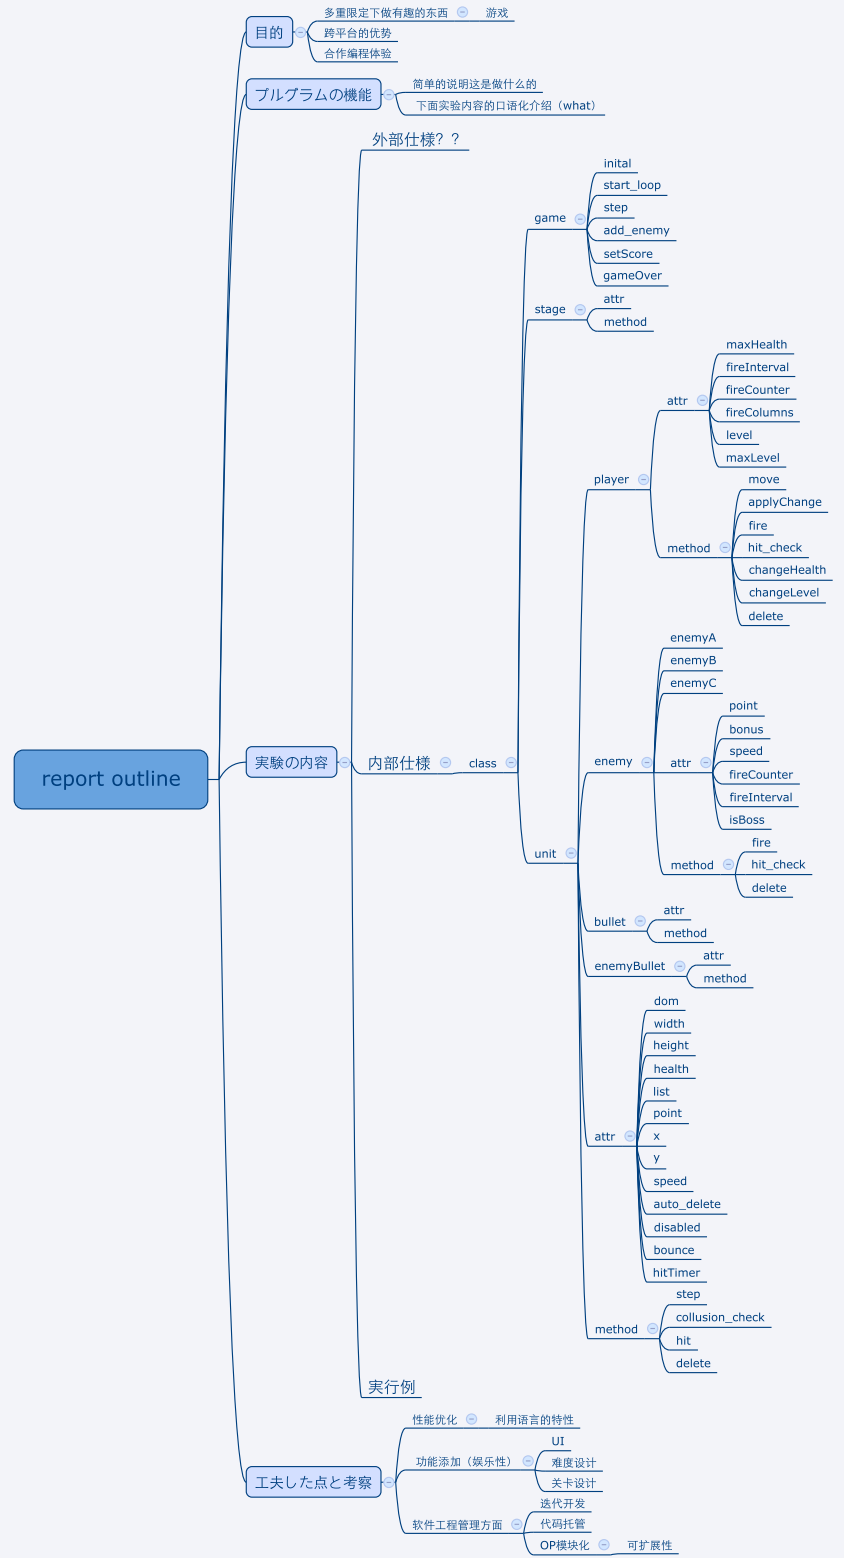 report outline
目的
多重限定下做有趣的东西
游戏
跨平台的优势
合作编程体验
プルグラムの機能
简单的说明这是做什么的
下面实验内容的口语化介绍（what）
実験の内容
外部仕様？？
内部仕様
class
game
inital
start_loop
step
add_enemy
setScore
gameOver
stage
attr
method
unit
player
attr
maxHealth
fireInterval
fireCounter
fireColumns
level
maxLevel
method
move
applyChange
fire
hit_check
changeHealth
changeLevel
delete
enemy
enemyA
enemyB
enemyC
attr
point
bonus
speed
fireCounter
fireInterval
isBoss
method
fire
hit_check
delete
bullet
attr
method
enemyBullet
attr
method
attr
dom
width
height
health
list
point
x
y
speed
auto_delete
disabled
bounce
hitTimer
method
step
collusion_check
hit
delete
実行例
工夫した点と考察
性能优化
利用语言的特性
功能添加（娱乐性）
UI
难度设计
关卡设计
软件工程管理方面
迭代开发
代码托管
OP模块化
可扩展性